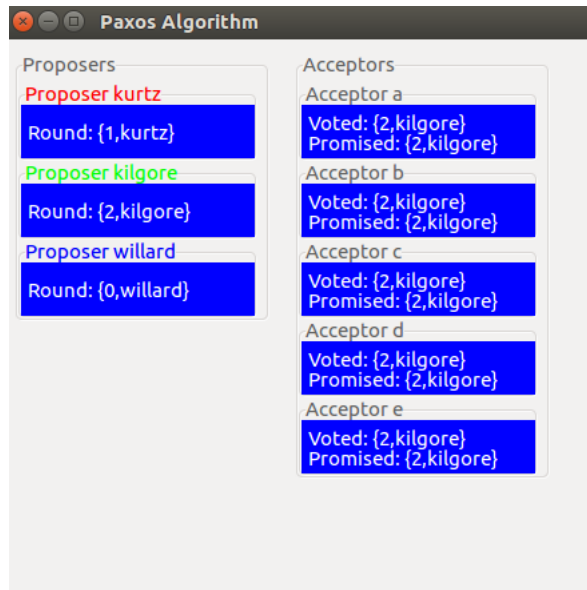 Paxos Algorithm
Proposers
Proposer kurtz
Round: {1,kurtz}
Proposer kilgore
Round: {2,kilgore}
Proposer willard
Round: {0,willard}
Acceptors
Acceptor a
Voted: {2,kilgore}
Promised: {2,kilgore}
Acceptor b
Voted: {2,kilgore}
Promised: {2,kilgore}
Acceptor c
Voted: {2,kilgore}
Promised: {2,kilgore}
Acceptor d
Voted: {2,kilgore}
Promised: {2,kilgore}
Acceptor e
Voted: {2,kilgore}
Promised: {2,kilgore}